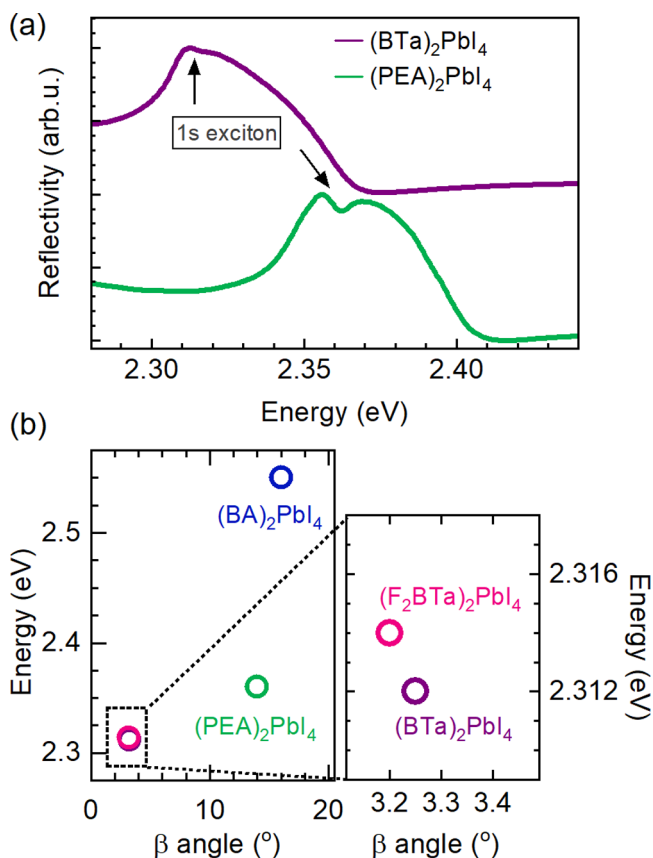 (a)
(BTa)₂PbI₄
(PEA)₂PbI₄
1s exciton
Reflectivity (arb.u.)
2.30 2.35 2.40
Energy (eV)
(b)
(BA)₂PbI₄
2.5
2.4
2.3
Energy (eV)
(PEA)₂PbI₄
0 10 20
β angle (°)
(F₂BTa)₂PbI₄
(BTa)₂PbI₄
2.316
2.312
Energy (eV)
3.2 3.3 3.4
β angle (°)